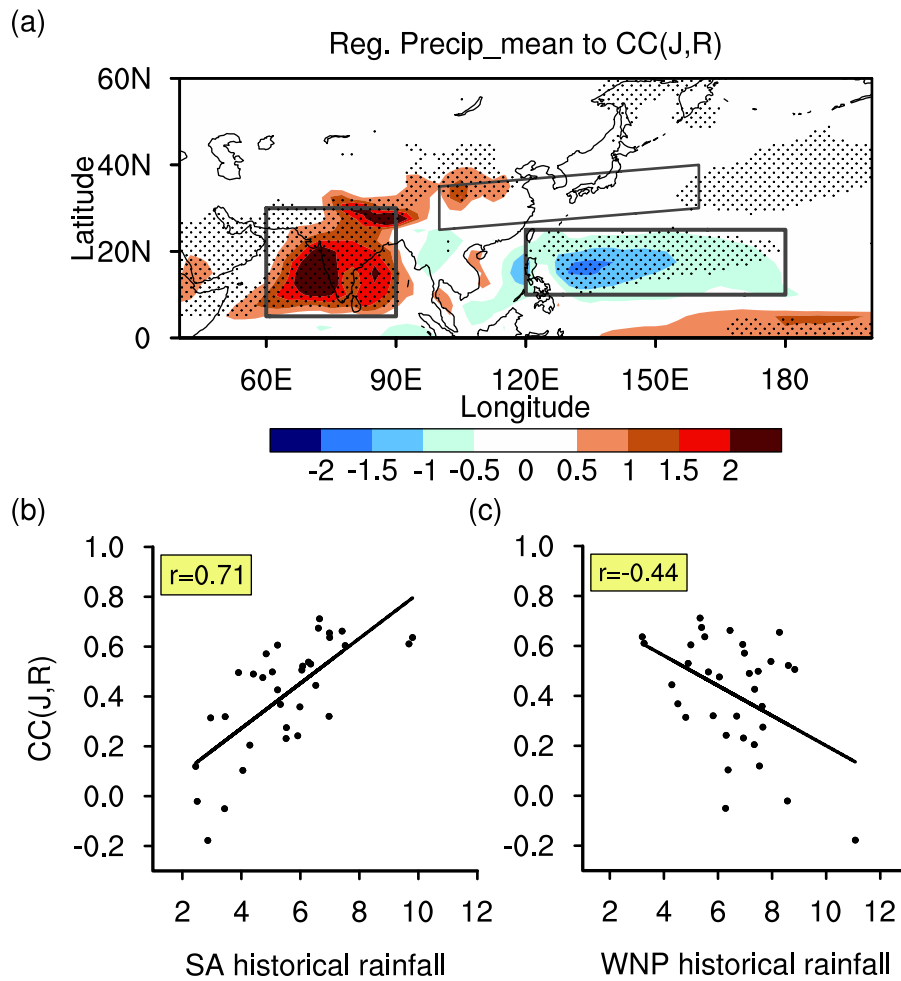 (a)
Reg. Precip_mean to CC(J,R)
60N
40N
20N
0
Latitude
60E 90E 120E 150E 180
Longitude
-2 -1.5 -1 -0.5 0 0.5 1 1.5 2
(b)
r=0.71
1.0
0.8
0.6
0.4
0.2
0.0
-0.2
CC(J,R)
2 4 6 8 10 12
SA historical rainfall
(c)
r=-0.44
1.0
0.8
0.6
0.4
0.2
0.0
-0.2
2 4 6 8 10 12
WNP historical rainfall